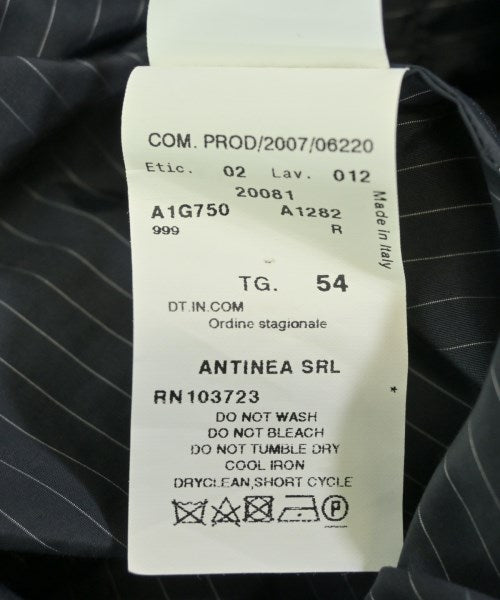 COM. PROD/2007/06220
Etic. 02 Lav. 012
20081
A1G750 A1282
999 R
Made in Italy
TG. 54
DT.IN.COM
Ordine stagionale
ANTINEA SRL
RN103723
*
DO NOT WASH
DO NOT BLEACH
DO NOT TUMBLE DRY
COOL IRON
DRYCLEAN,SHORT CYCLE
P